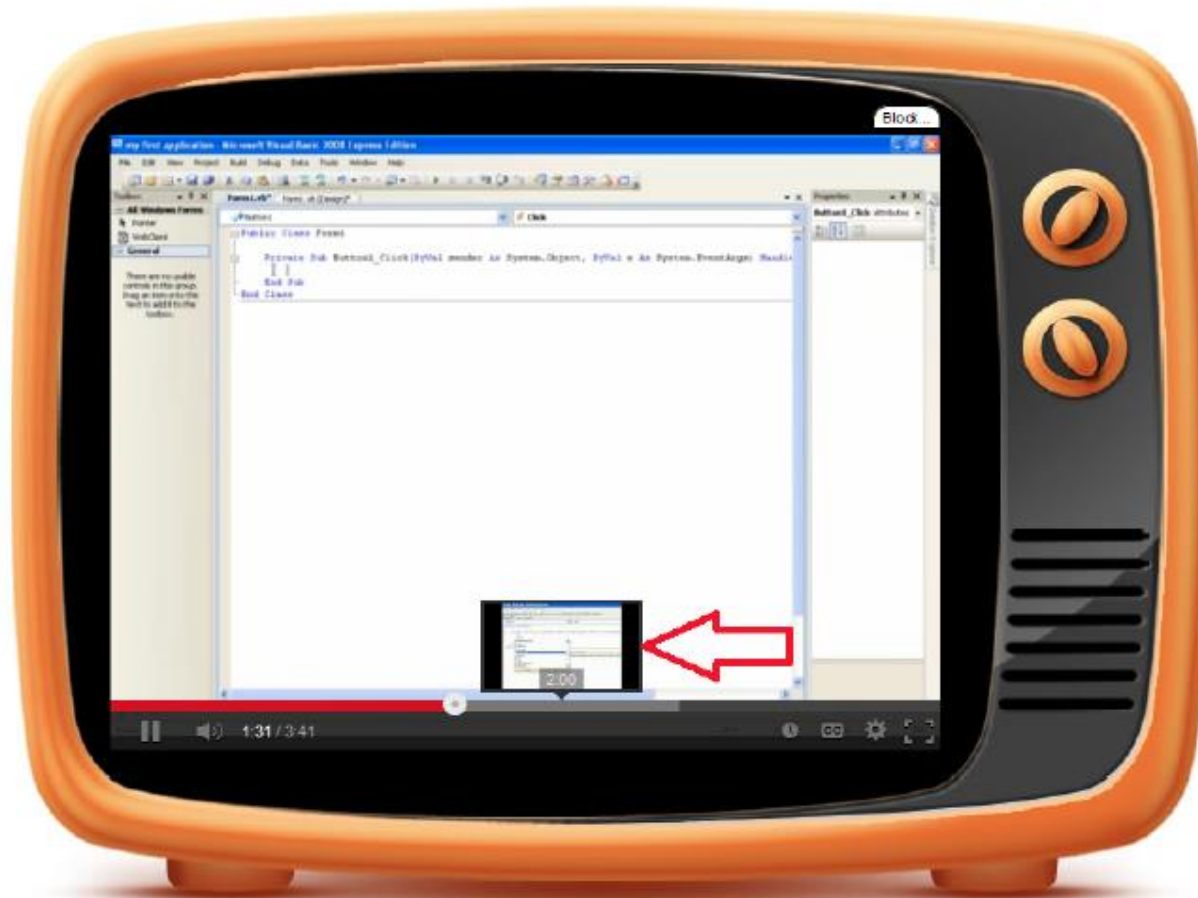 Block...
my first application - Microsoft Visual Basic 2008 Express Edition
File Edit View Project Build Debug Data Tools Window Help
Toolbox
Form1.vb* Form1.vb [Design]*
Properties
All Windows Forms
Button1
Click
Button1_Click Attributes
Pointer
WebClient
Public Class Form1
General
Private Sub Button1_Click(ByVal sender As System.Object, ByVal e As System.EventArgs) Handle
There are no usable
controls in this group.
Drag an item onto this
text to add it to the
toolbox.
End Sub
End Class
Solution Explorer
2:00
1:31 / 3:41
CC